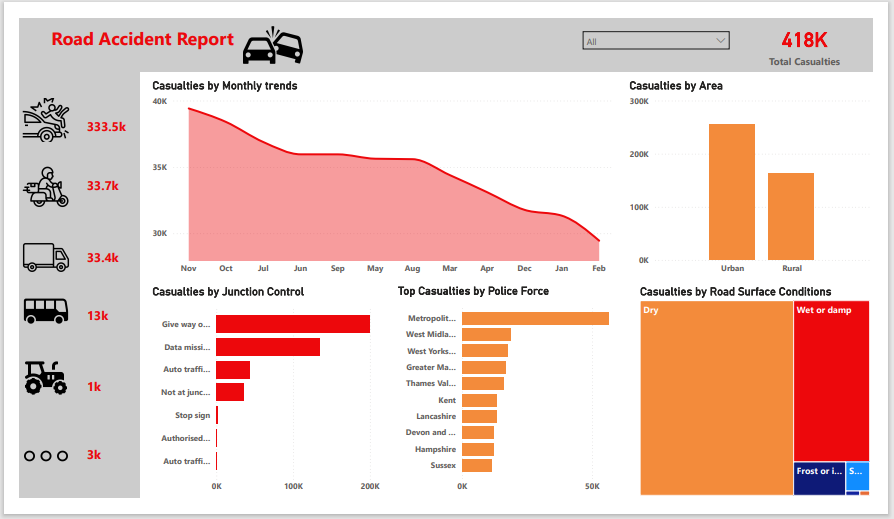 Road Accident Report
All
418K
Total Casualties
333.5k
33.7k
33.4k
13k
1k
3k
Casualties by Monthly trends
40K
35K
30K
Nov Oct Jul Jun Sep May Aug Mar Apr Dec Jan Feb
Casualties by Area
300K
200K
100K
0K
Urban Rural
Casualties by Junction Control
Give way o...
Data missi...
Auto traffi...
Not at junc...
Stop sign
Authorised...
Auto traffi...
0K 100K 200K
Top Casualties by Police Force
Metropolit...
West Midla...
West Yorks...
Greater Ma...
Thames Val...
Kent
Lancashire
Devon and ...
Hampshire
Sussex
0K 50K
Casualties by Road Surface Conditions
Dry
Wet or damp
Frost or i...
S...